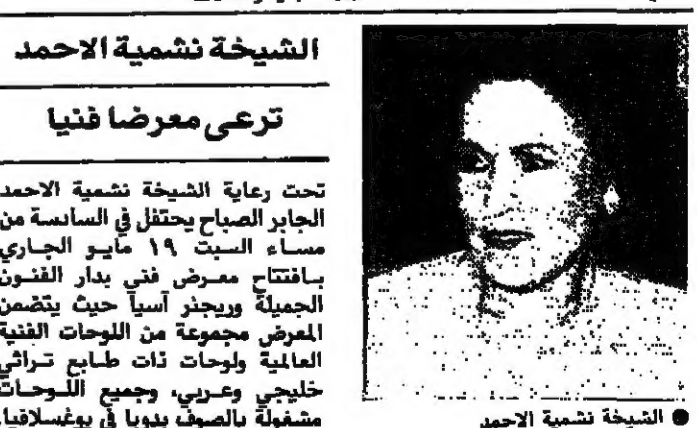 الشيخة نشمية الاحمد
ترعى معرضا فنيا
تحت رعاية الشيخة نشمية الاحمد
الجابر الصباح يحتفل في السادسة من
مساء السبت ١٩ مايو الجاري
بافتتاح معرض فني بدار الفنون
الجميلة وريجنر آسيا حيث يتضمن
المعرض مجموعة من اللوحات الفنية
العالمية ولوحات ذات طابع تراثي
خليجي وعربي، وجميع اللوحات
مشغولة بالصوف يدويا في يوغسلافيا.
● الشيخة نشمية الاحمد